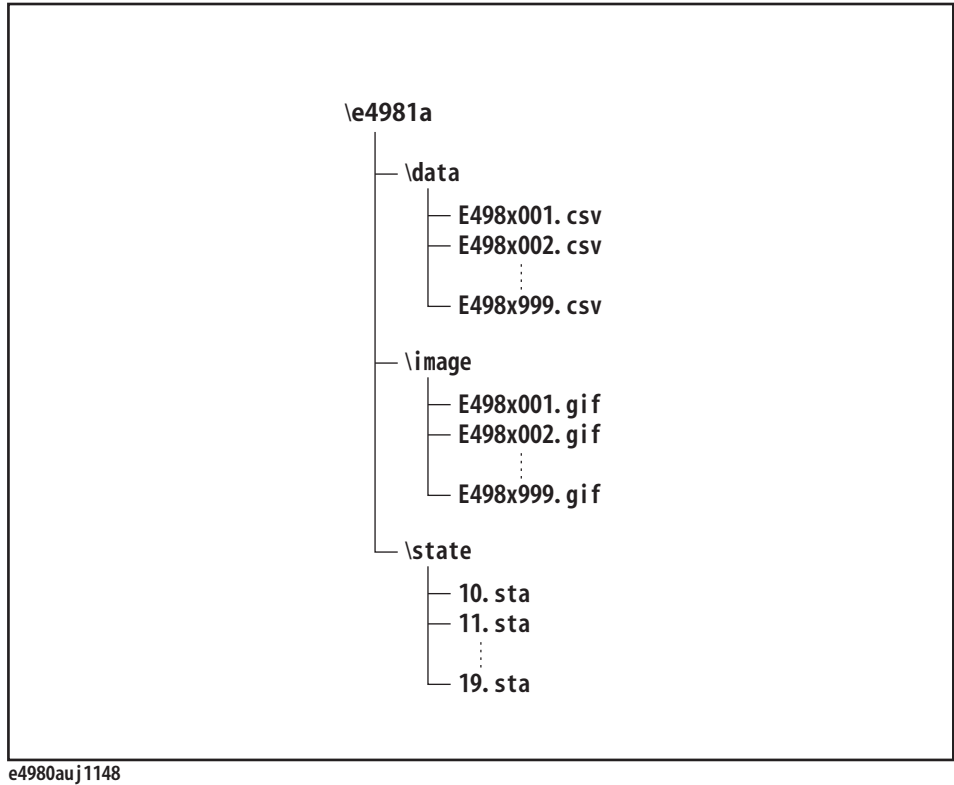 \e4981a
\data
E498x001.csv
E498x002.csv
E498x999.csv
\image
E498x001.gif
E498x002.gif
E498x999.gif
\state
10.sta
11.sta
19.sta
e4980auj1148